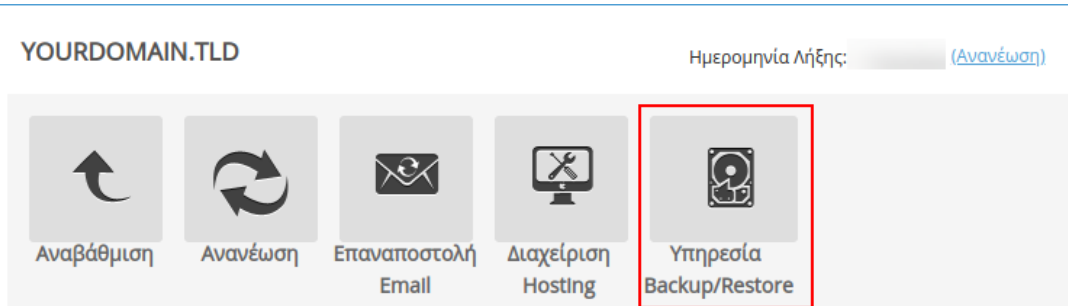 YOURDOMAIN.TLD
Ημερομηνία Λήξης: (Ανανέωση)
Αναβάθμιση Ανανέωση Επαναποστολή Διαχείριση Υπηρεσία
Email Hosting Backup/Restore